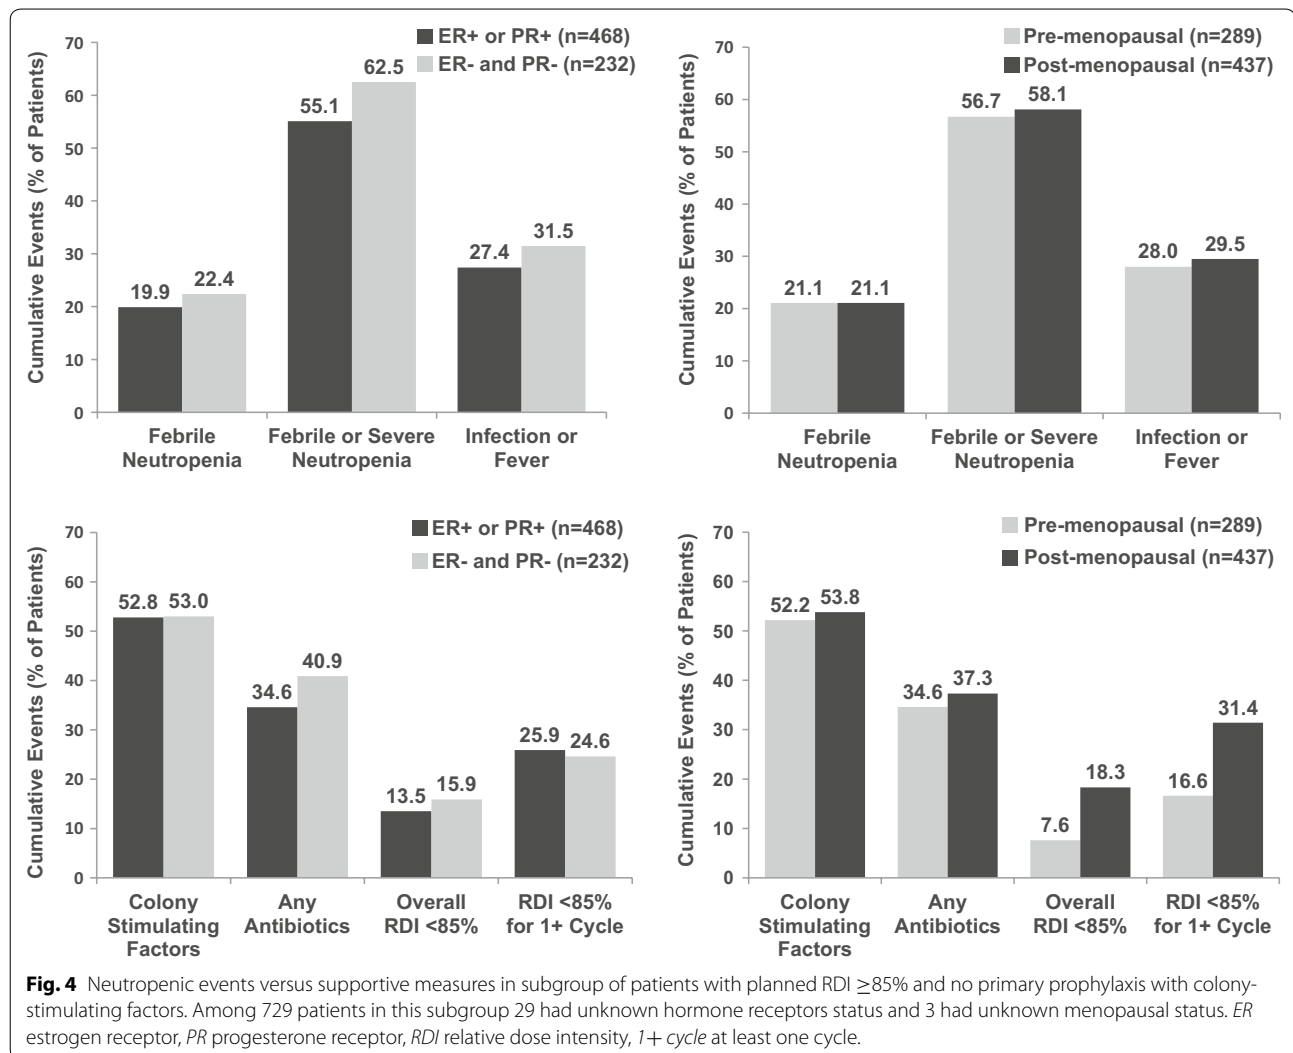 ER+ or PR+ (n=468)
ER- and PR- (n=232)
Cumulative Events (% of Patients)
70
60
50
40
30
20
10
0
19.9
22.4
55.1
62.5
27.4
31.5
Febrile
Neutropenia
Febrile or Severe
Neutropenia
Infection or
Fever
Pre-menopausal (n=289)
Post-menopausal (n=437)
Cumulative Events (% of Patients)
70
60
50
40
30
20
10
0
21.1
21.1
56.7
58.1
28.0
29.5
Febrile
Neutropenia
Febrile or Severe
Neutropenia
Infection or
Fever
ER+ or PR+ (n=468)
ER- and PR- (n=232)
Cumulative Events (% of Patients)
70
60
50
40
30
20
10
0
52.8
53.0
34.6
40.9
13.5
15.9
25.9
24.6
Colony
Stimulating
Factors
Any
Antibiotics
Overall
RDI <85%
RDI <85%
for 1+ Cycle
Pre-menopausal (n=289)
Post-menopausal (n=437)
Cumulative Events (% of Patients)
70
60
50
40
30
20
10
0
52.2
53.8
34.6
37.3
7.6
18.3
16.6
31.4
Colony
Stimulating
Factors
Any
Antibiotics
Overall
RDI <85%
RDI <85%
for 1+ Cycle
Fig. 4 Neutropenic events versus supportive measures in subgroup of patients with planned RDI ≥85% and no primary prophylaxis with colony-
stimulating factors. Among 729 patients in this subgroup 29 had unknown hormone receptors status and 3 had unknown menopausal status. ER
estrogen receptor, PR progesterone receptor, RDI relative dose intensity, 1+ cycle at least one cycle.